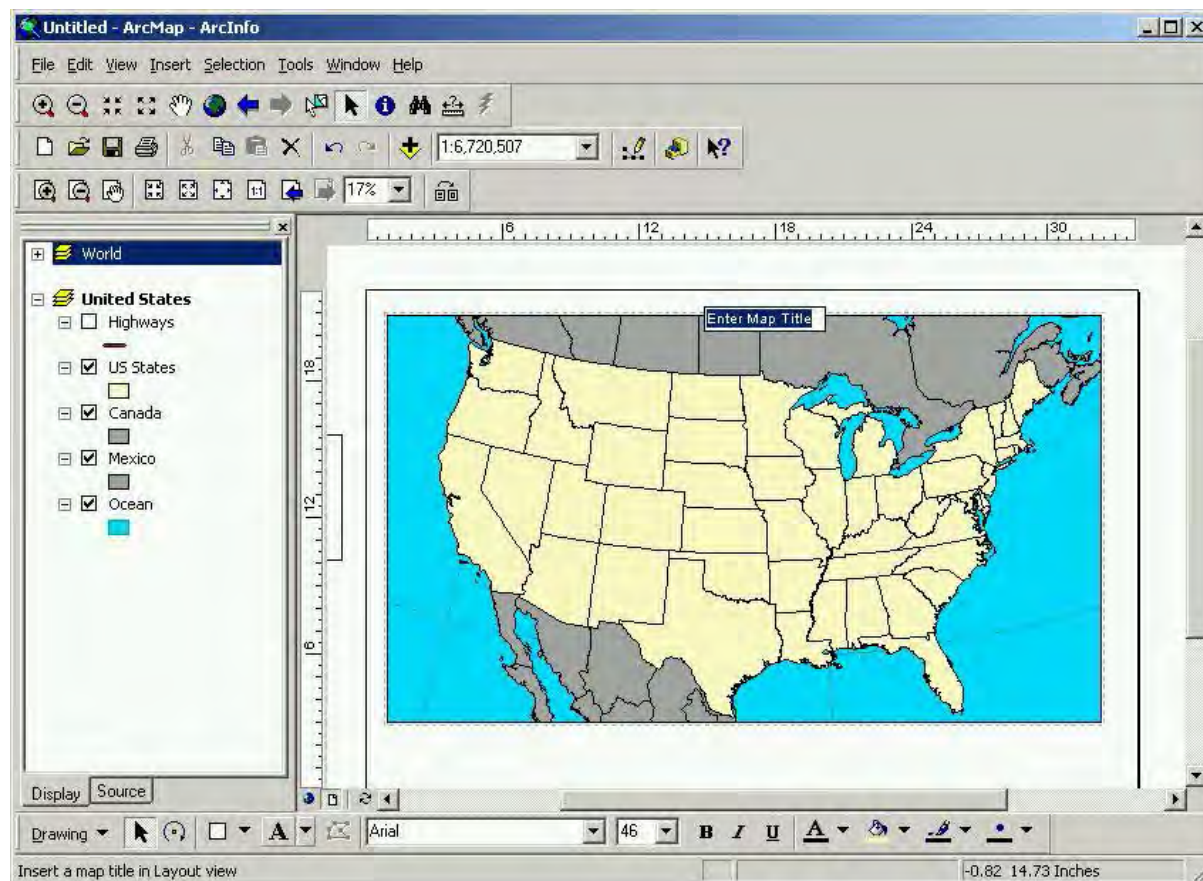 Untitled - ArcMap - ArcInfo
File Edit View Insert Selection Tools Window Help
1:6,720,507
1:1
17%
6 12 18 24 30
World
United States
Highways
US States
Canada
Mexico
Ocean
18
12
6
Enter Map Title
Display Source
Drawing A Arial 46 B I U A
Insert a map title in Layout view
-0.82 14.73 Inches